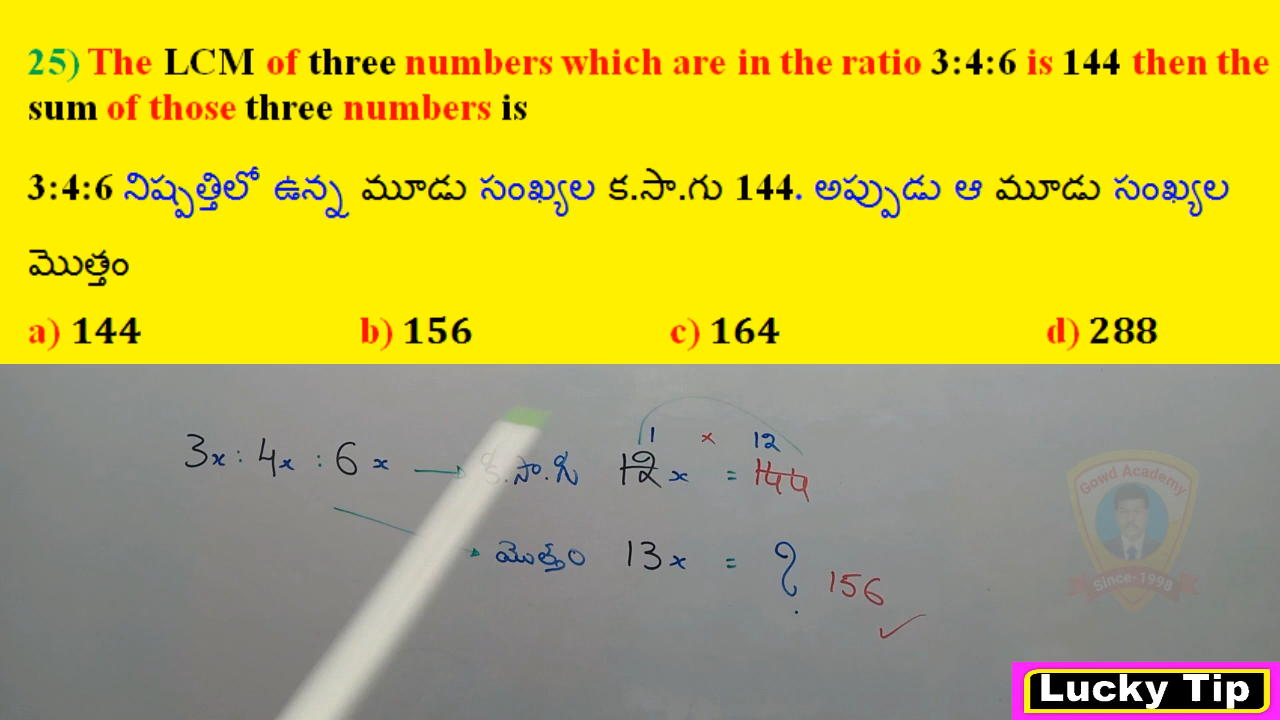 25) The LCM of three numbers which are in the ratio 3:4:6 is 144 then the
sum of those three numbers is
3:4:6 నిష్పత్తిలో ఉన్న మూడు సంఖ్యల క.సా.గు 144. అప్పుడు ఆ మూడు సంఖ్యల
మొత్తం
a) 144 b) 156 c) 164 d) 288
1 × 12
3x : 4x : 6x → క.సా.గు 12x = 144
→ మొత్తం 13x = ? 156 ✓
Gowd Academy
Since-1998
Lucky Tip